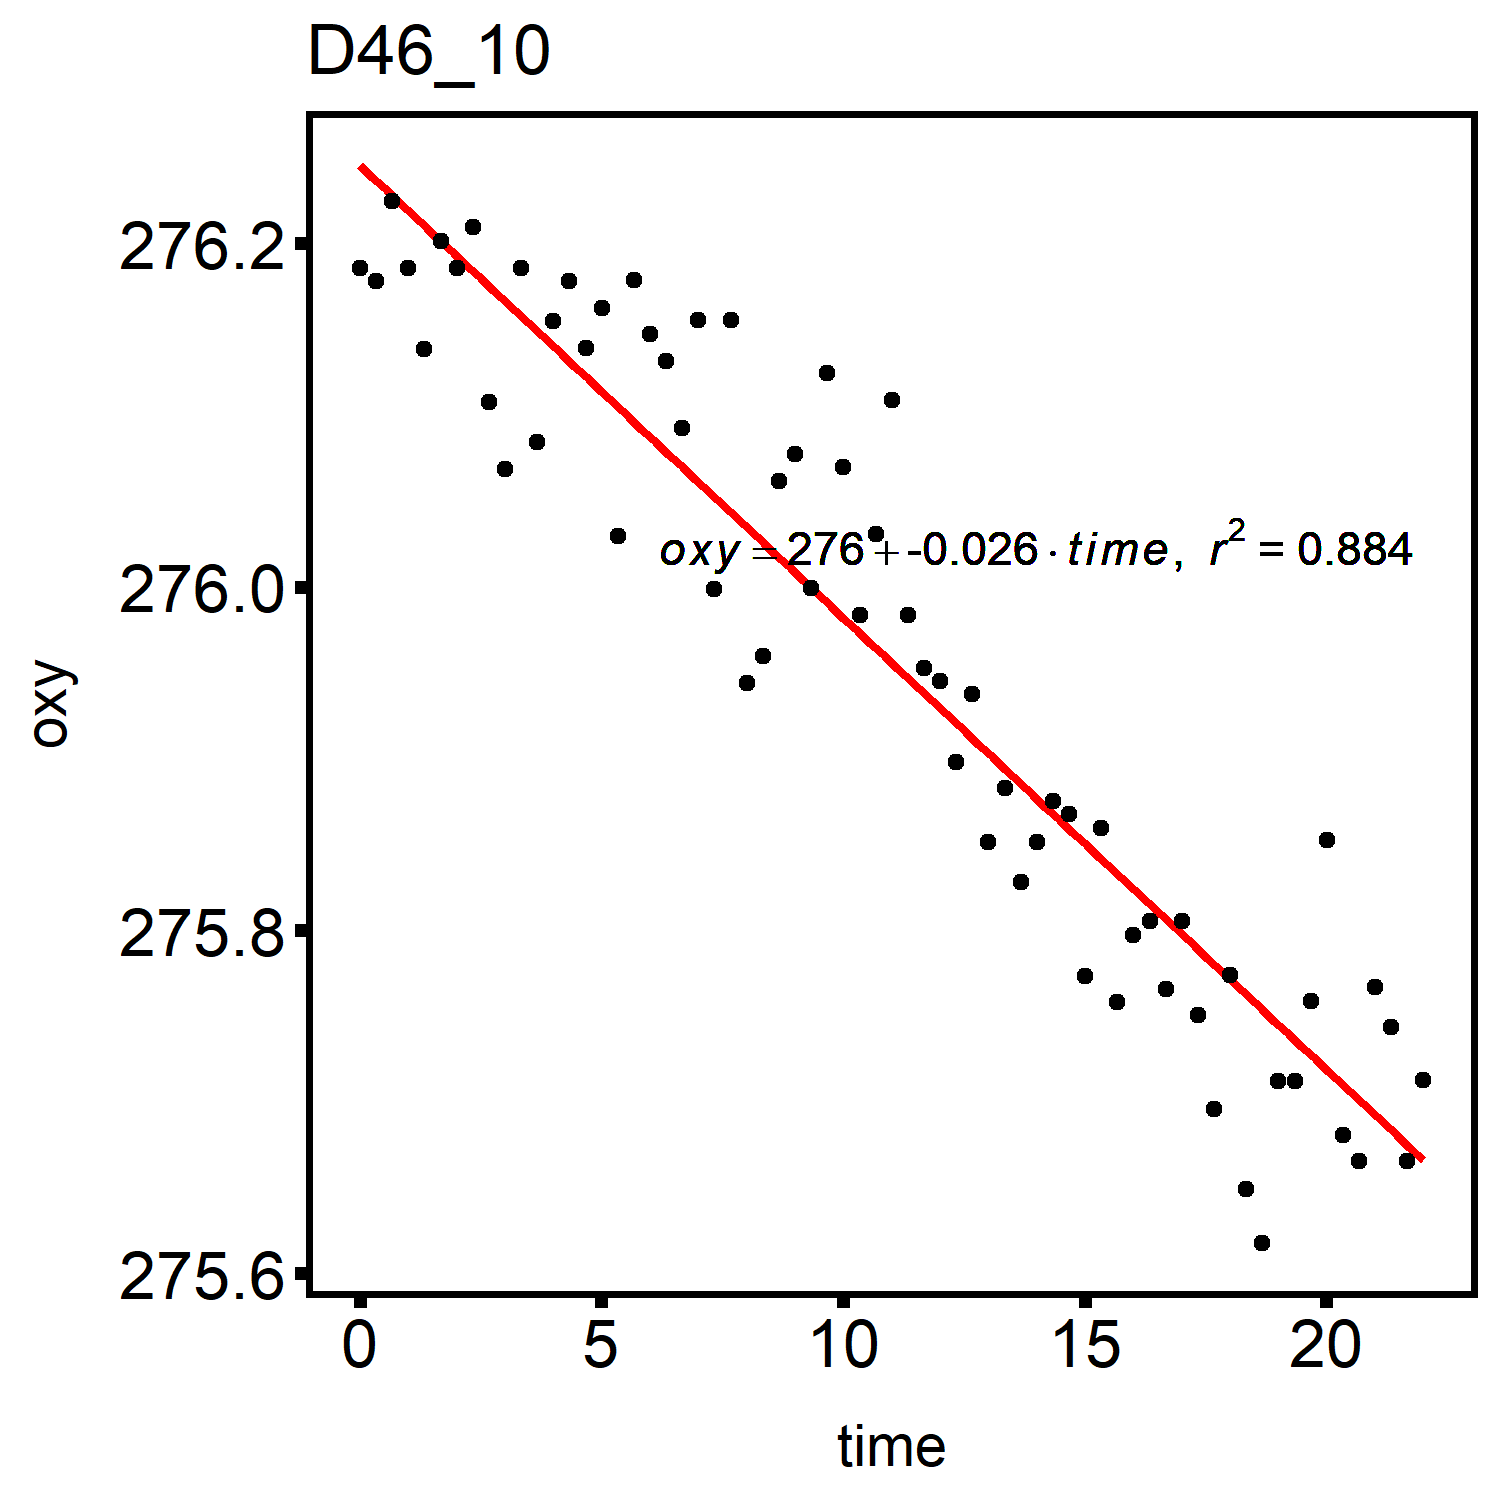 D46_10
276.2
276.0
275.8
275.6
oxy
oxy = 276 + -0.026 · time, r² = 0.884
0 5 10 15 20
time